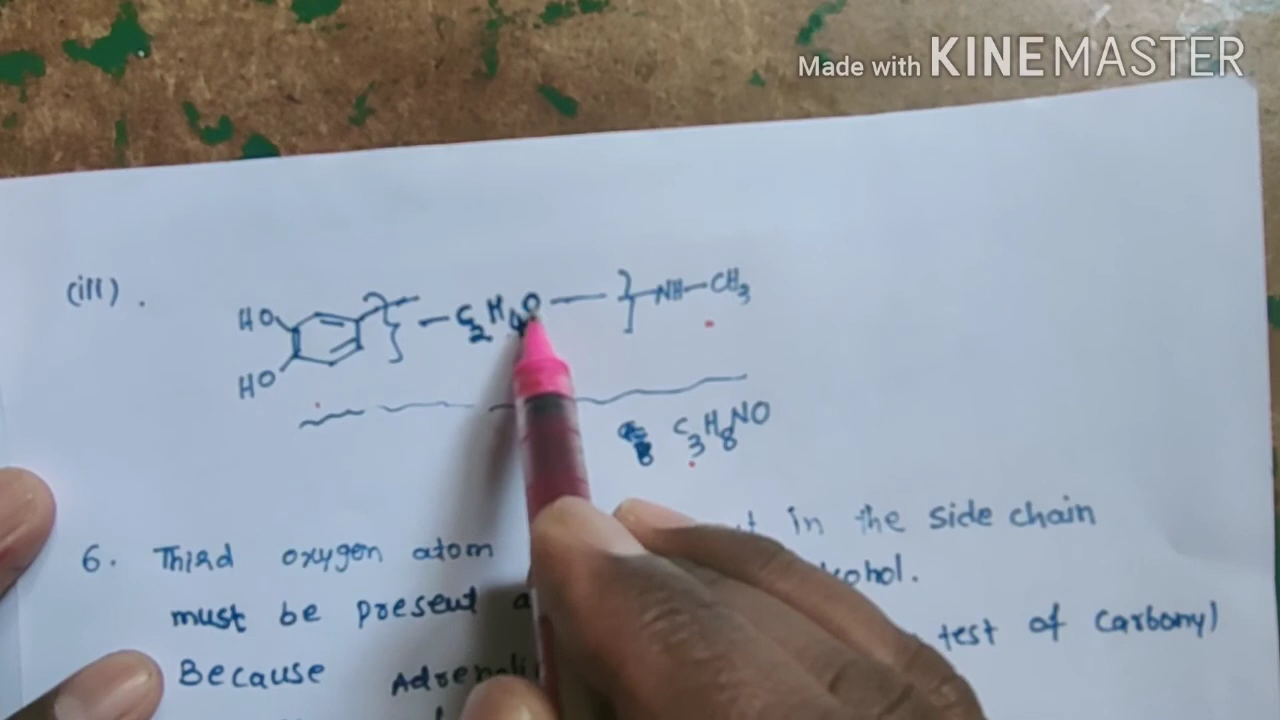 Made with KINEMASTER
(iii).
HO
HO
C2H4O
NH-CH3
C3H8NO
6. Third oxygen atom in the side chain
must be present
Because test of Carbonyl